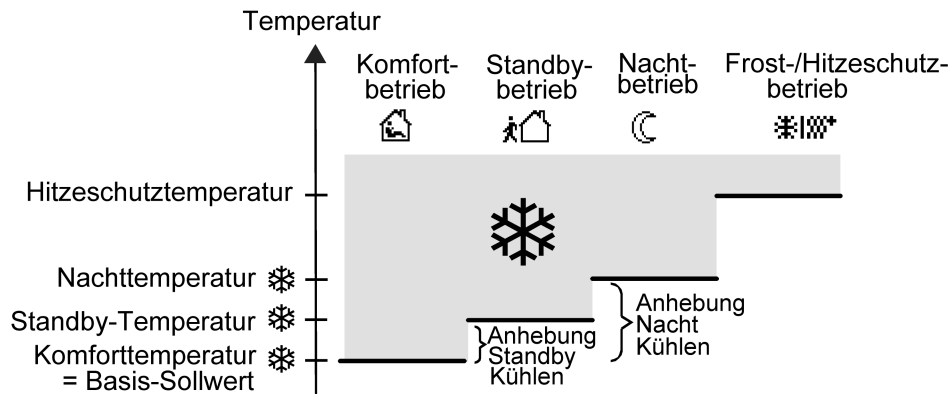 Temperatur
Komfort-
betrieb
Standby-
betrieb
Nacht-
betrieb
Frost-/Hitzeschutz-
betrieb
Hitzeschutztemperatur
Nachttemperatur
Standby-Temperatur
Komforttemperatur
= Basis-Sollwert
Anhebung
Standby
Kühlen
Anhebung
Nacht
Kühlen